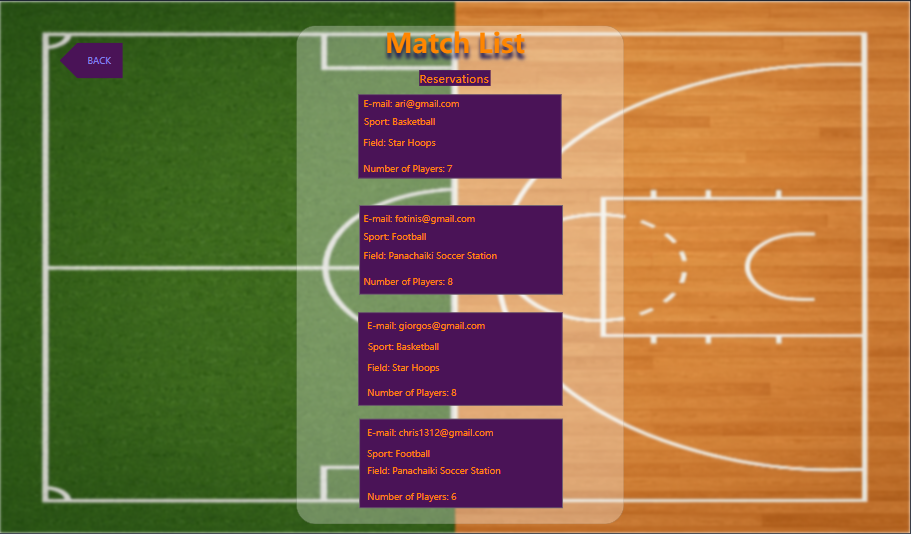 Match List
BACK
Reservations
E-mail: ari@gmail.com
Sport: Basketball
Field: Star Hoops
Number of Players: 7
E-mail: fotinis@gmail.com
Sport: Football
Field: Panachaiki Soccer Station
Number of Players: 8
E-mail: giorgos@gmail.com
Sport: Basketball
Field: Star Hoops
Number of Players: 8
E-mail: chris1312@gmail.com
Sport: Football
Field: Panachaiki Soccer Station
Number of Players: 6